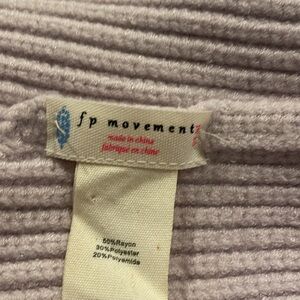 fp movement
made in china
fabriqué en chine
50%Rayon
30%Polyester
20%Polyamide